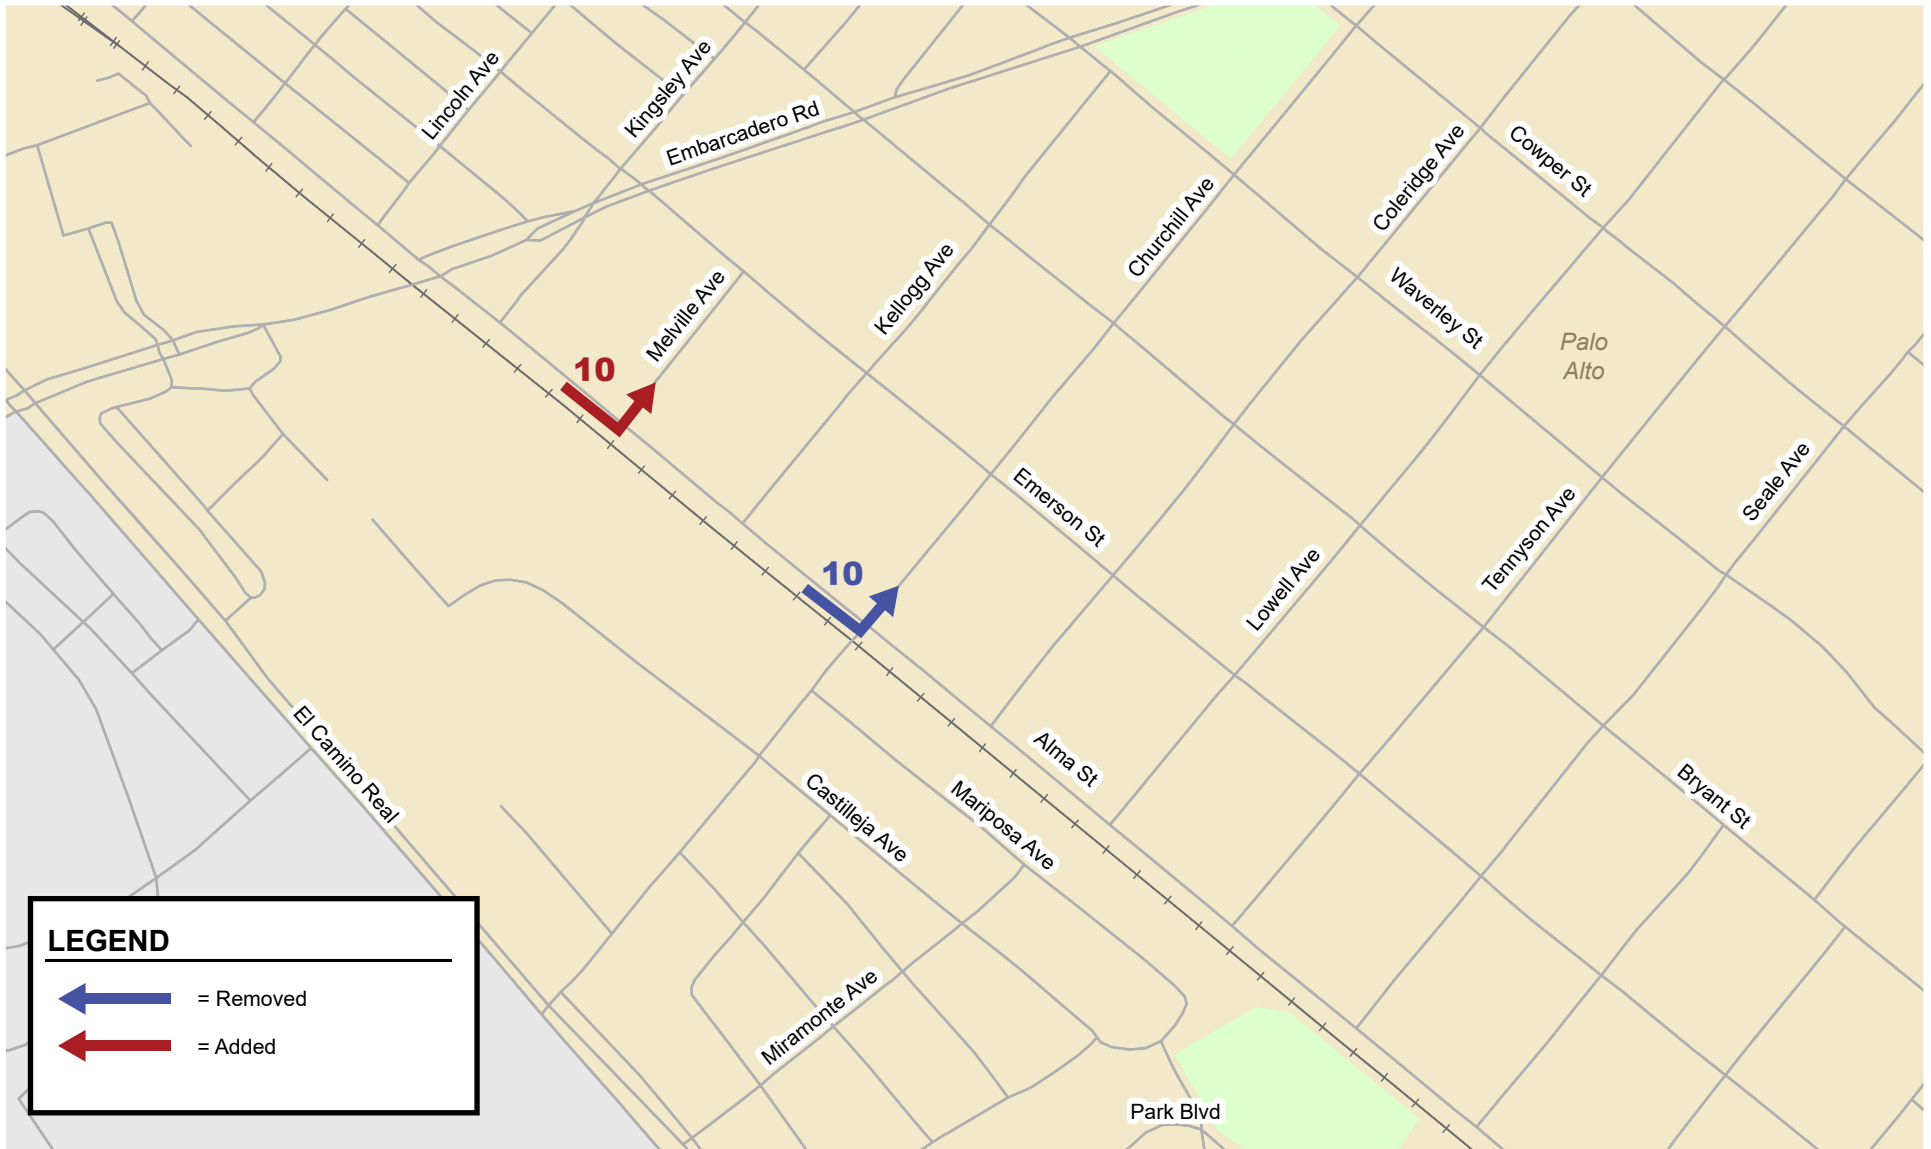 Lincoln Ave
Kingsley Ave
Embarcadero Rd
Coleridge Ave
Cowper St
Churchill Ave
Kellogg Ave
Melville Ave
Waverley St
Palo
Alto
10
Emerson St
Seale Ave
Tennyson Ave
Lowell Ave
10
El Camino Real
Alma St
Castilleja Ave
Mariposa Ave
Bryant St
Miramonte Ave
Park Blvd
LEGEND
= Removed
= Added